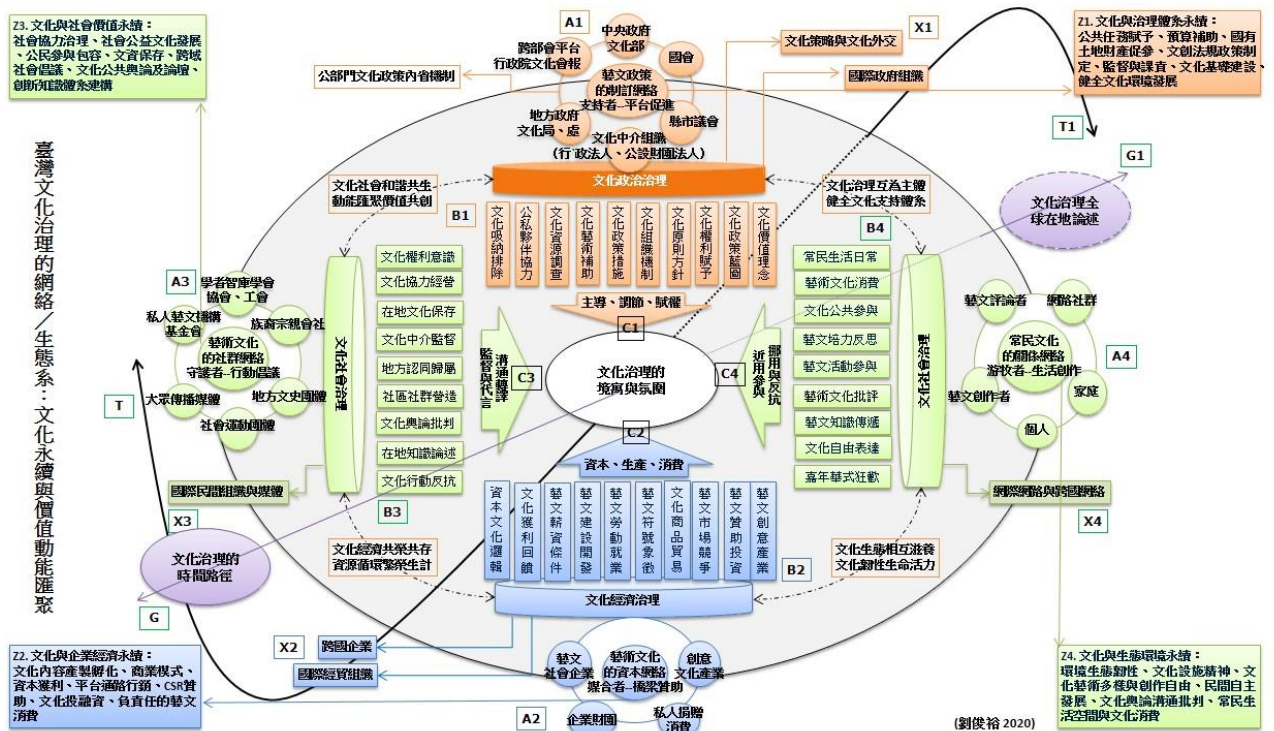 臺灣文化治理的網絡／生態系：文化永續與價值動能匯聚
Z3. 文化與社會價值永續：
社會協力治理、社會公益文化發展
、公民參與包容、文資保存、跨域
社會倡議、文化公共輿論及論壇、
創新知識體系建構
A1
中央政府
文化部
跨部會平台
行政院文化會報
國會
藝文政策
的制訂網絡
支持者--平台促進
地方政府
文化局、處
縣市議會
文化中介組織
(行政法人、公設財團法人)
公部門文化政策內省機制
X1
文化策略與文化外交
國際政府組織
Z1. 文化與治理體系永續：
公共任務賦予、預算補助、國有
土地財產促參、文創法規政策制
定、監督與課責、文化基礎建設、
健全文化環境發展
T1
G1
文化治理全
球在地論述
文化政治治理
文化社會和諧共生
動能匯聚價值共創
文化治理互為主體
健全文化支持體系
B1
文化吸納排除
公私夥伴協力
文化資源調查
文化藝術補助
文化政策措施
文化組織機制
文化原則方針
文化權利賦予
文化政策藍圖
文化價值理念
主導、調節、賦權
C1
A3
學者智庫學會
協會、工會
私人藝文機構
基金會
族裔宗親會社
藝術文化
的社群網絡
守護者--行動倡議
大眾傳播媒體
地方文史團體
社會運動團體
文化社會治理
文化權利意識
文化協力經營
在地文化保存
文化中介監督
地方認同歸屬
社區社群營造
文化輿論批判
在地知識論述
文化行動反抗
B3
溝通轉譯
監督與代言
C3
文化治理的
境寓與氛圍
C4
挪用與反抗
近用參與
B4
常民生活日常
藝術文化消費
文化公共參與
藝文培力反思
藝文活動參與
藝術文化批評
藝文知識傳遞
文化自由表達
嘉年華式狂歡
文化社會治理
藝文評論者
網路社群
常民文化
的關係網絡
游牧者--生活創作
A4
藝文創作者
家庭
個人
T
國際民間組織與媒體
X3
網際網路與跨國網絡
X4
C2
資本、生產、消費
資本文化邏輯
文化獲利回饋
藝文薪資條件
藝文建設開發
藝文勞動就業
藝文符號象徵
文化商品貿易
藝文市場競爭
藝文贊助投資
藝文創意產業
B2
文化經濟共榮共存
資源循環繁榮生計
文化生態相互滋養
文化韌性生命活力
文化治理的
時間路徑
G
文化經濟治理
X2
跨國企業
國際經貿組織
藝文
社會企業
藝術文化
的資本網絡
媒合者--橋梁贊助
創意
文化產業
A2
企業財團
私人捐贈
消費
Z2. 文化與企業經濟永續：
文化內容產製孵化、商業模式、
資本獲利、平台通路行銷、CSR贊
助、文化投融資、負責任的藝文
消費
Z4. 文化與生態環境永續：
環境生態韌性、文化設施精神、文
化藝術多樣與創作自由、民間自主
發展、文化輿論溝通批判、常民生
活空間與文化消費
(劉俊裕 2020)